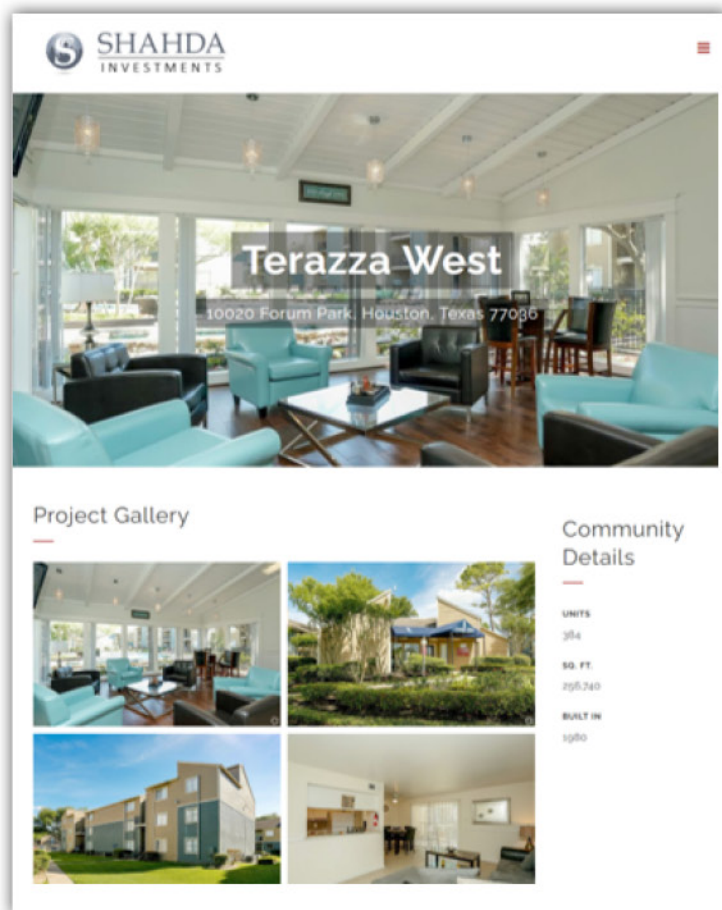 S
SHAHDA
INVESTMENTS
Terazza West
10020 Forum Park, Houston, Texas 77036
Project Gallery
Community
Details
UNITS
384
SQ. FT.
256,740
BUILT IN
1980